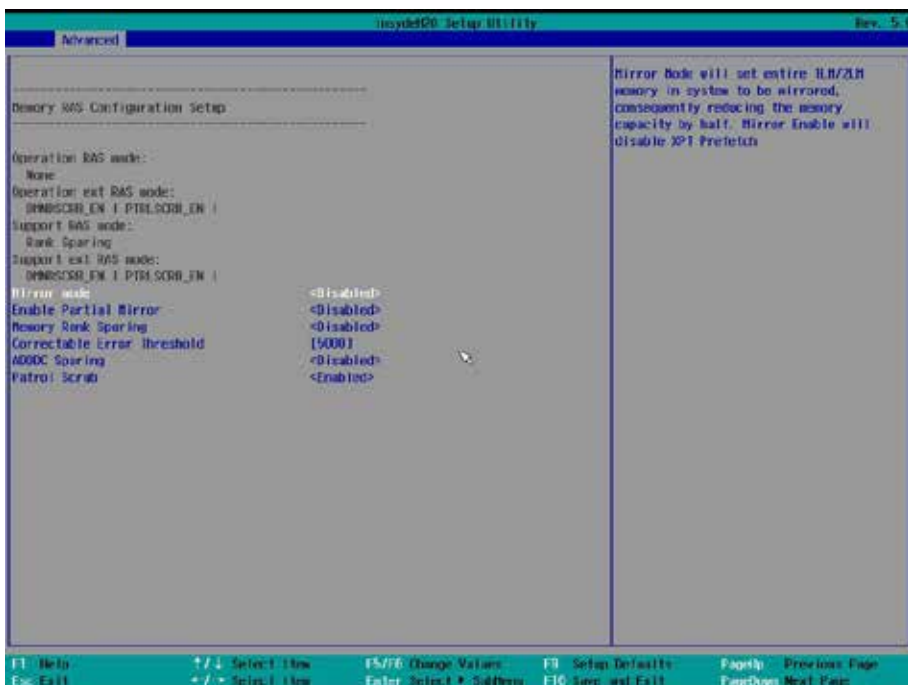 InsydeH20 Setup Utility Rev. 5.
Advanced
Memory RAS Configuration Setup
Operation RAS mode:
None
Operation ext RAS mode:
DMNDSCRB_EN | PTRLSCRB_EN |
Support RAS mode:
Rank Sparing
Support ext RAS mode:
DMNDSCRB_EN | PTRLSCRB_EN |
Mirror mode <Disabled>
Enable Partial Mirror <Disabled>
Memory Rank Sparing <Disabled>
Correctable Error Threshold [5000]
ADDDC Sparing <Disabled>
Patrol Scrub <Enabled>
Mirror Mode will set entire 1LM/2LM
memory in system to be mirrored,
consequently reducing the memory
capacity by half. Mirror Enable will
disable XPT Prefetch
F1 Help ↑/↓ Select Item F5/F6 Change Values F9 Setup Defaults PageUp Previous Page
Esc Exit Select Item Enter Select ▶ SubMenu F10 Save and Exit PageDown Next Page